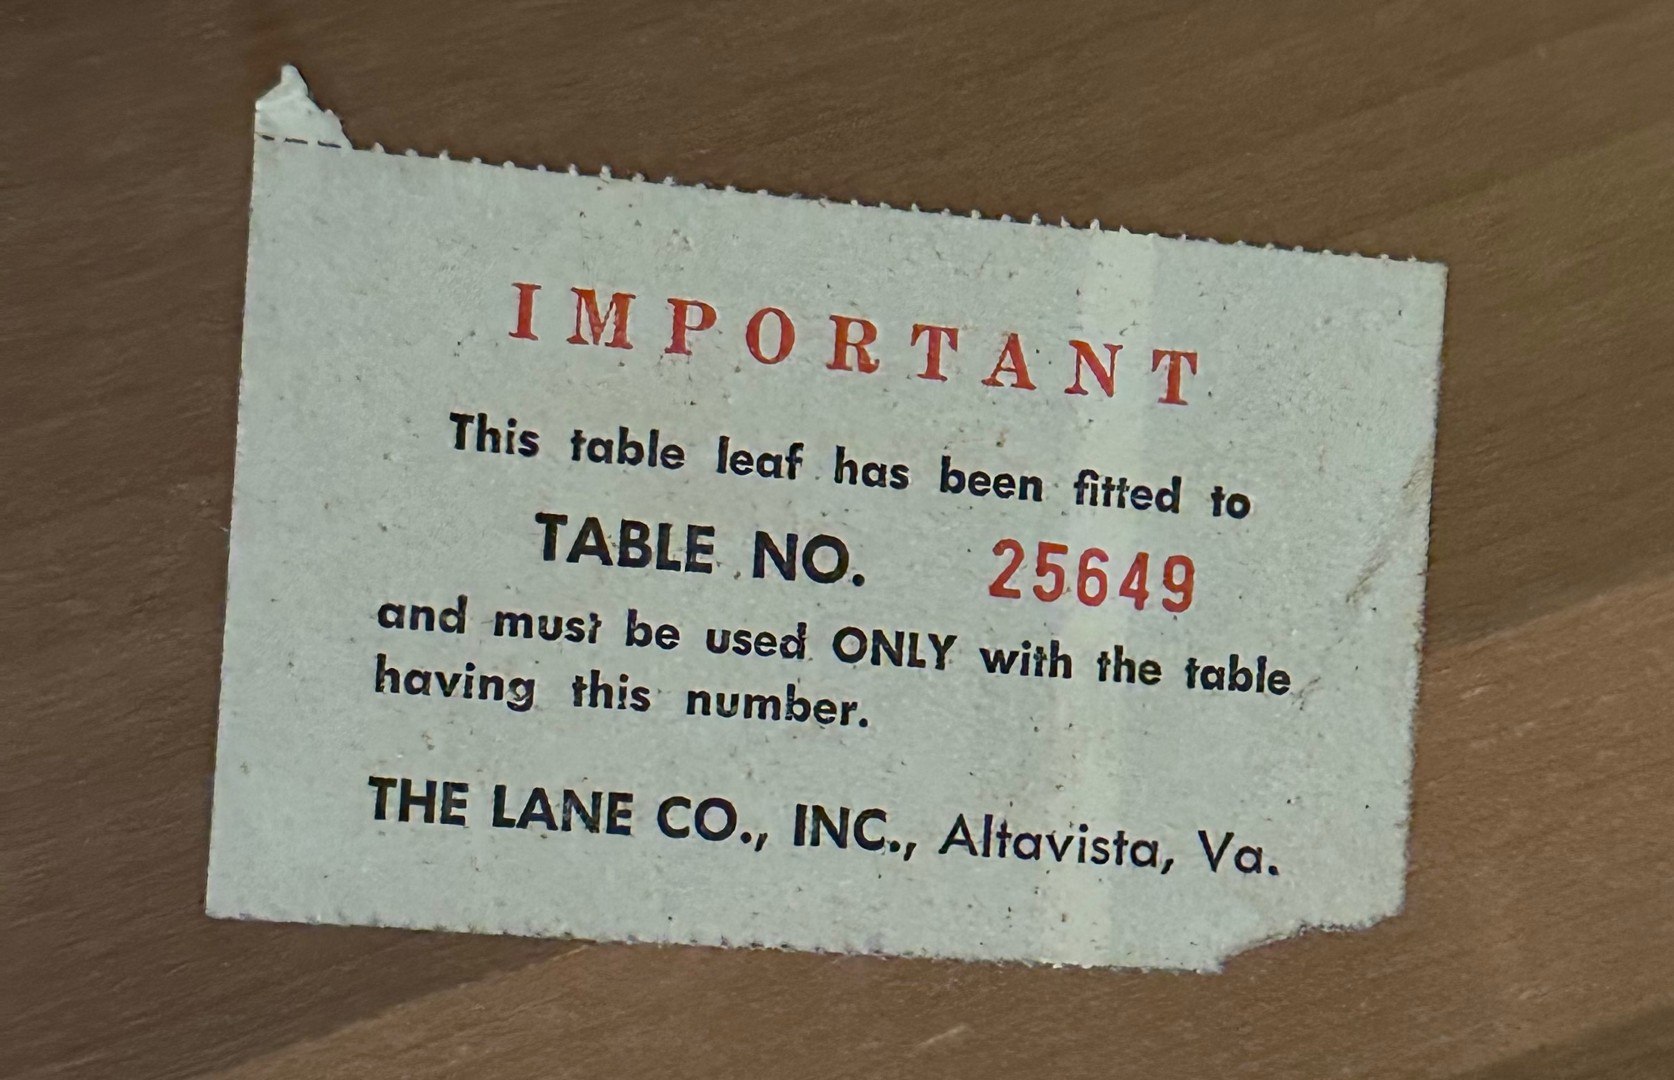 IMPORTANT
This table leaf has been fitted to
TABLE NO. 25649
and must be used ONLY with the table
having this number.
THE LANE CO., INC., Altavista, Va.